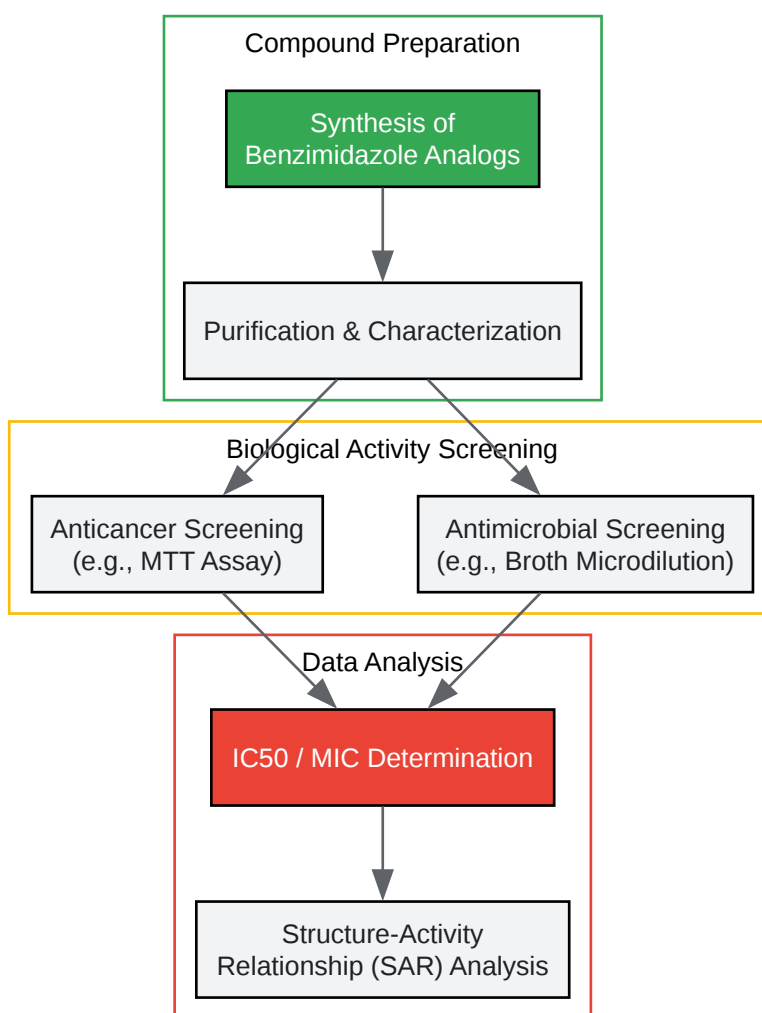 Compound Preparation
Synthesis of
Benzimidazole Analogs
Purification & Characterization
Biological Activity Screening
Anticancer Screening
(e.g., MTT Assay)
Antimicrobial Screening
(e.g., Broth Microdilution)
Data Analysis
IC50 / MIC Determination
Structure-Activity
Relationship (SAR) Analysis